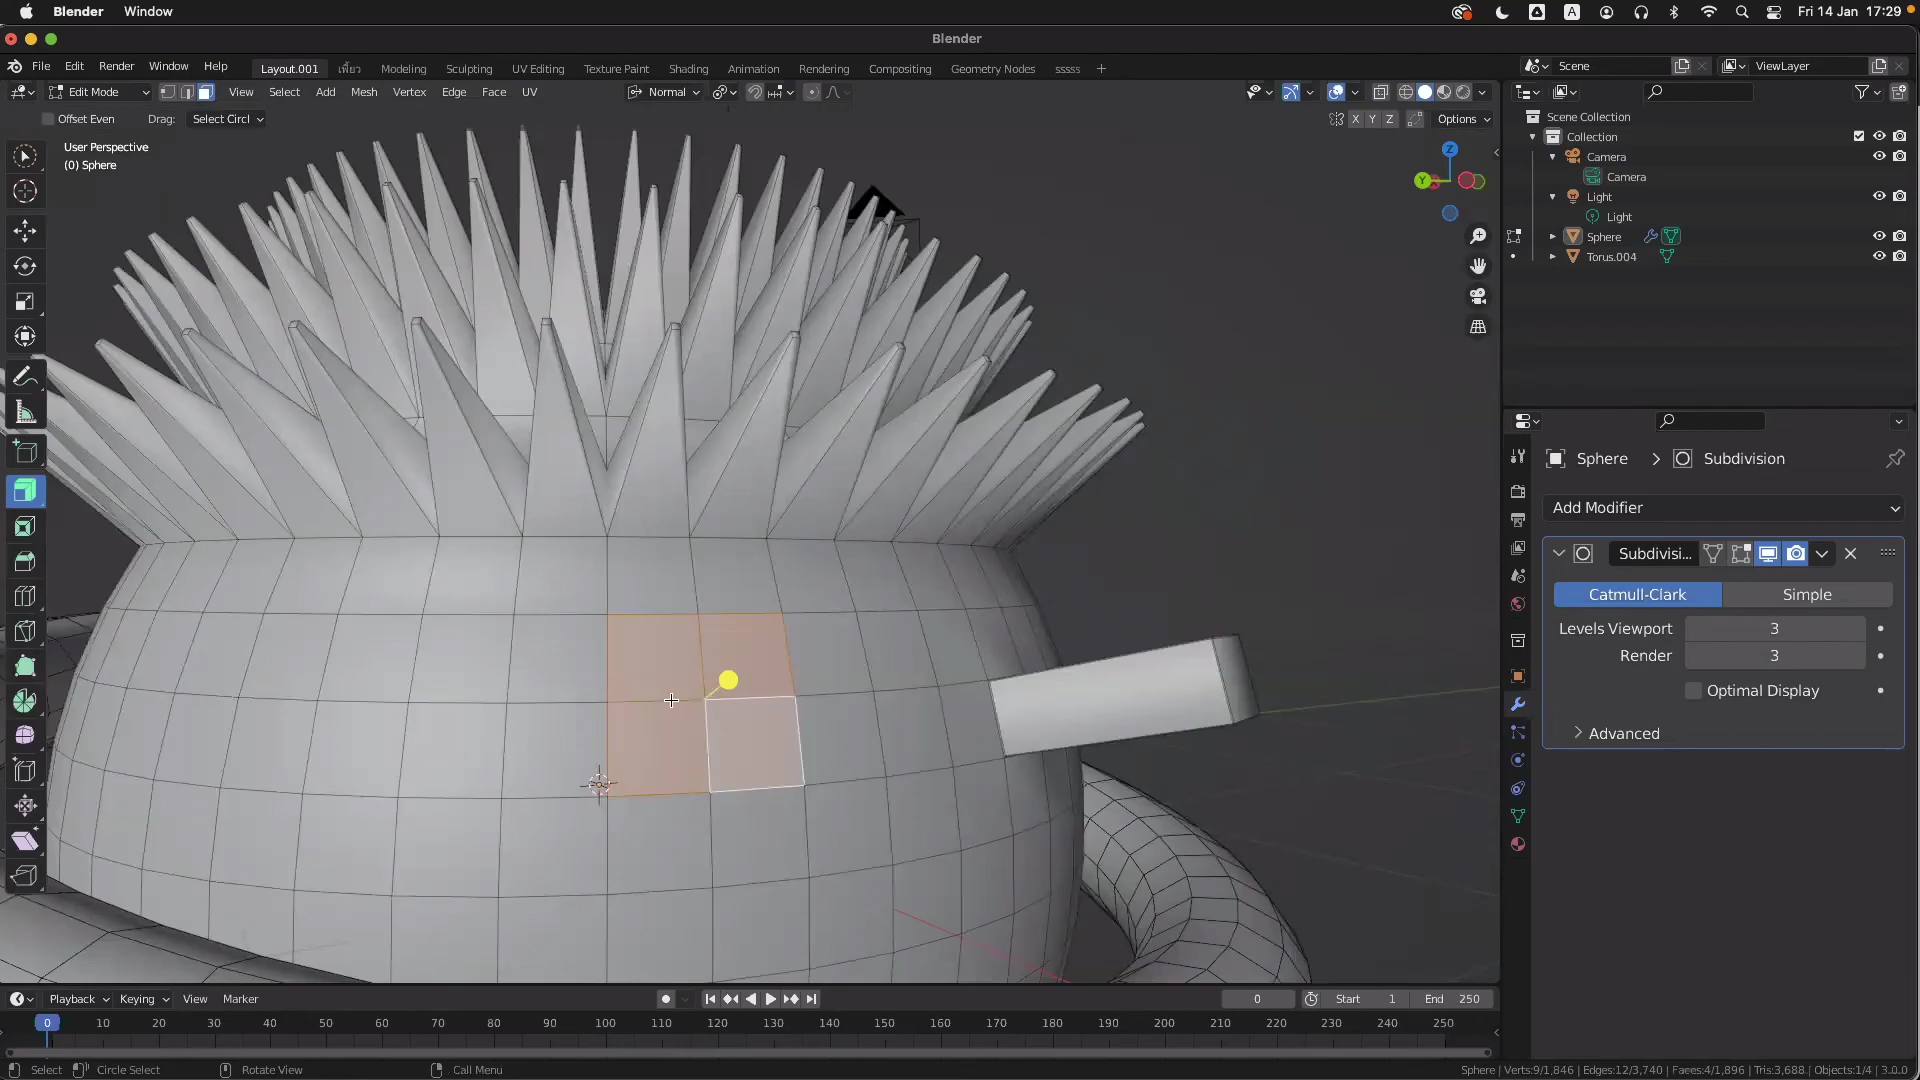 Blender Window Fri 14 Jan 17:29
A
Blender
File Edit Render Window Help Layout.001 เพี้ยว Modeling Sculpting UV Editing Texture Paint Shading Animation Rendering Compositing Geometry Nodes sssss + Scene ViewLayer
Edit Mode View Select Add Mesh Vertex Edge Face UV Normal
Offset Even Drag: Select Circl X Y Z Options
User Perspective
(0) Sphere
Z
Y
Scene Collection
Collection
Camera
Camera
Light
Light
Sphere
Torus.004
Sphere Subdivision
Add Modifier
Subdivisi...
Catmull-Clark Simple
Levels Viewport 3
Render 3
Optimal Display
Advanced
Playback Keying View Marker 0 Start 1 End 250
0 10 20 30 40 50 60 70 80 90 100 110 120 130 140 150 160 170 180 190 200 210 220 230 240 250
Select Circle Select Rotate View Call Menu Sphere | Verts:9/1,846 | Edges:12/3,740 | Faces:4/1,896 | Tris:3,688 | Objects:1/4 | 3.0.0